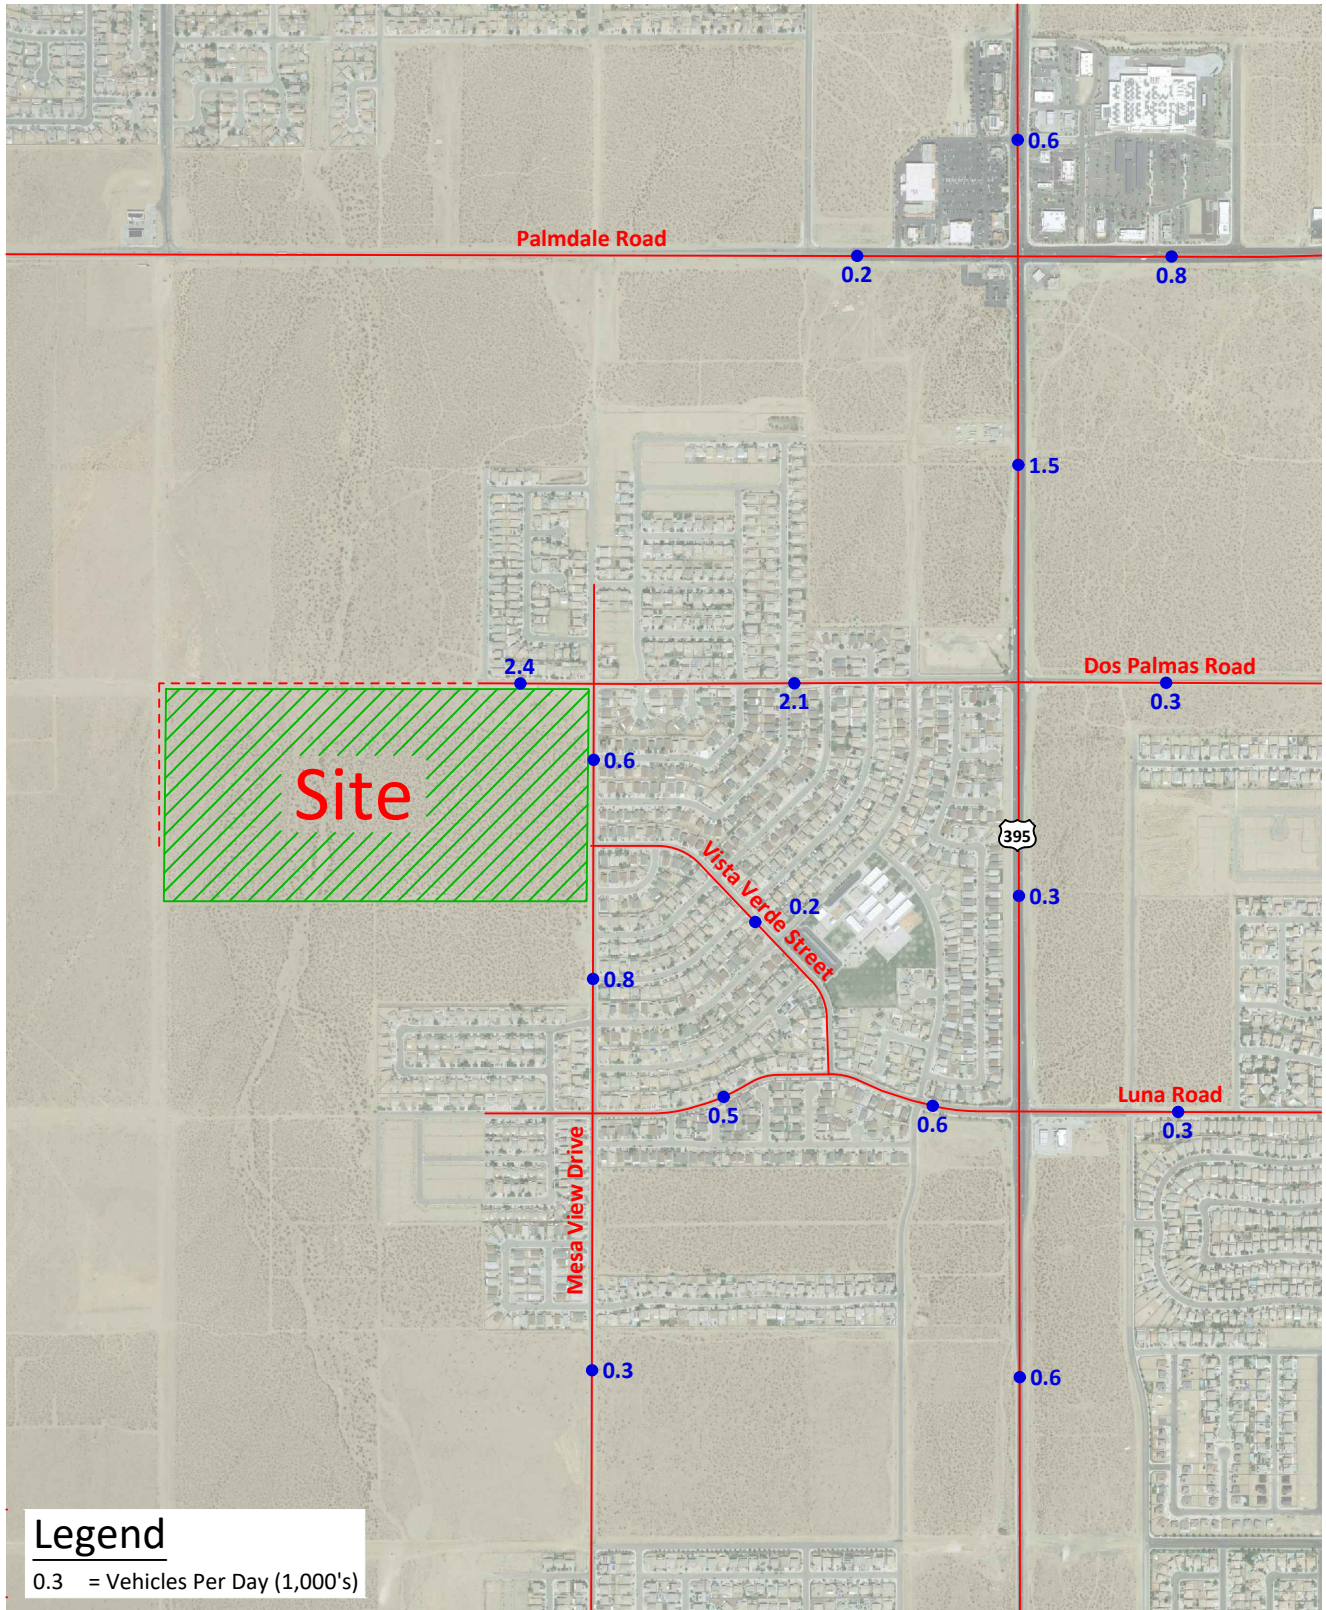 0.6
Palmdale Road
0.2
0.8
1.5
2.4
Dos Palmas Road
2.1
0.3
0.6
Site
395
Vista Verde Street
0.2
0.3
0.8
Luna Road
0.5
0.6
0.3
Mesa View Drive
0.3
0.6
Legend
0.3 = Vehicles Per Day (1,000's)